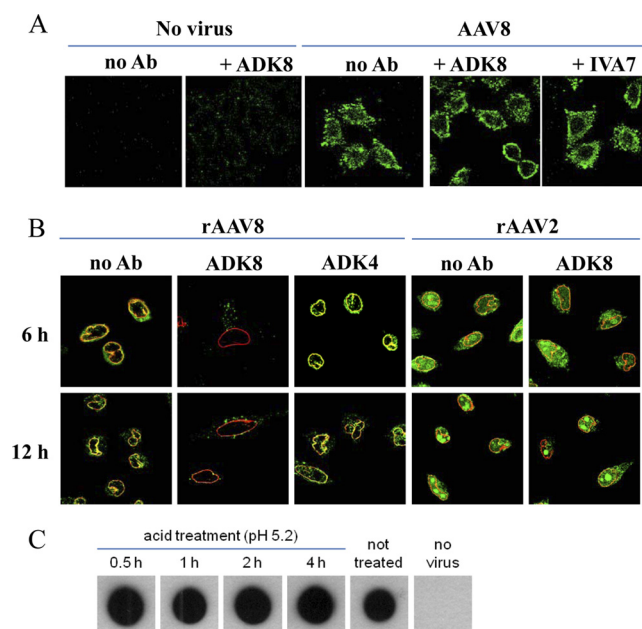 A
No virus AAV8
no Ab + ADK8 no Ab + ADK8 + IVA7
B
rAAV8 rAAV2
no Ab ADK8 ADK4 no Ab ADK8
6 h
12 h
C
acid treatment (pH 5.2)
0.5 h 1 h 2 h 4 h not treated no virus